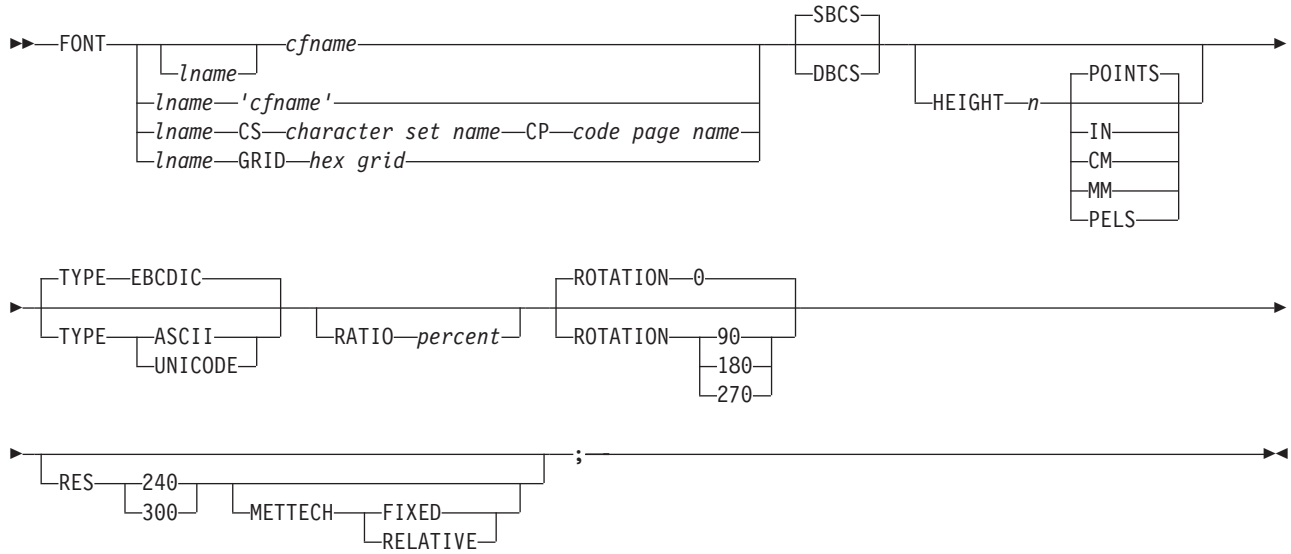 SBCS
FONT cfname
lname DBCS POINTS
lname 'cfname' HEIGHT n
lname CS character set name CP code page name IN
lname GRID hex grid CM
MM
PELS
TYPE EBCDIC ROTATION 0
TYPE ASCII RATIO percent ROTATION 90
UNICODE 180
270
;
RES 240
300 METTECH FIXED
RELATIVE